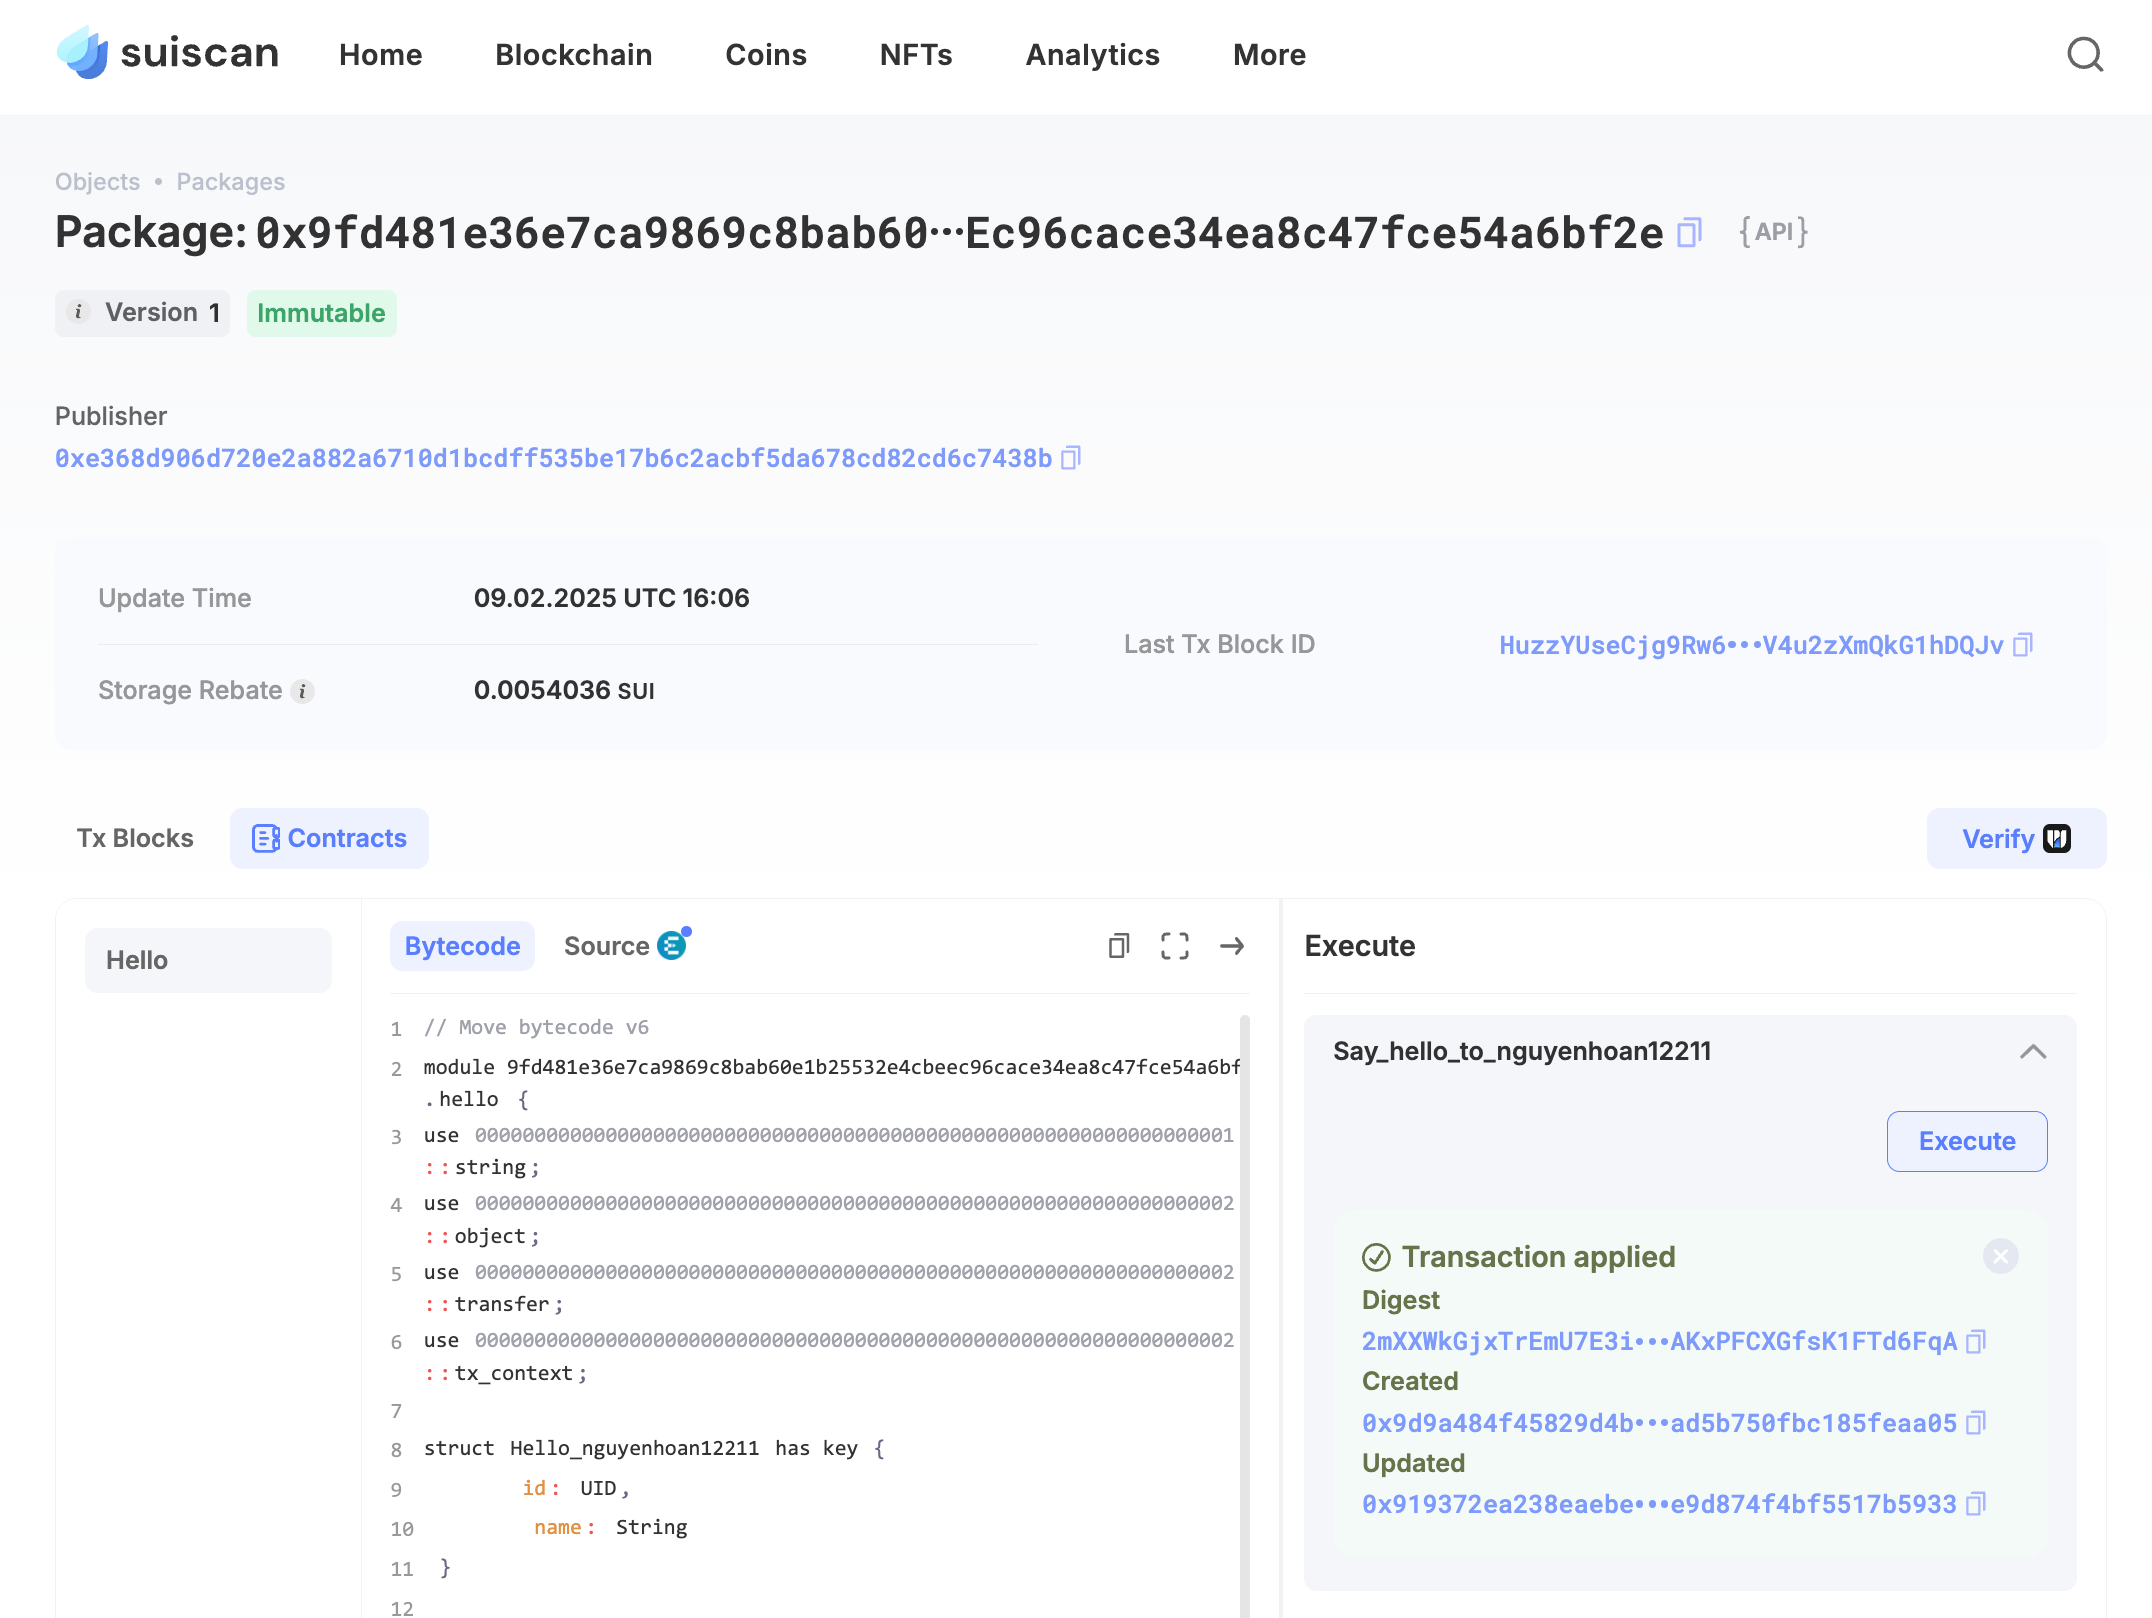 suiscan
Home Blockchain Coins NFTs Analytics More
Objects • Packages
Package: 0x9fd481e36e7ca9869c8bab60···Ec96cace34ea8c47fce54a6bf2e {API}
i Version 1 Immutable
Publisher
0xe368d906d720e2a882a6710d1bcdff535be17b6c2acbf5da678cd82cd6c7438b
Update Time 09.02.2025 UTC 16:06
Storage Rebate i 0.0054036 SUI
Last Tx Block ID HuzzYUseCjg9Rw6•••V4u2zXmQkG1hDQJv
Tx Blocks Contracts Verify
Hello
Bytecode Source
1 // Move bytecode v6
2 module 9fd481e36e7ca9869c8bab60e1b25532e4cbeec96cace34ea8c47fce54a6bf
.hello {
3 use 0000000000000000000000000000000000000000000000000000000000000001
::string;
4 use 0000000000000000000000000000000000000000000000000000000000000002
::object;
5 use 0000000000000000000000000000000000000000000000000000000000000002
::transfer;
6 use 0000000000000000000000000000000000000000000000000000000000000002
::tx_context;
7
8 struct Hello_nguyenhoan12211 has key {
9 id: UID,
10 name: String
11 }
12
Execute
Say_hello_to_nguyenhoan12211
Execute
Transaction applied
Digest
2mXXWkGjxTrEmU7E3i•••AKxPFCXGfsK1FTd6FqA
Created
0x9d9a484f45829d4b•••ad5b750fbc185feaa05
Updated
0x919372ea238eaebe•••e9d874f4bf5517b5933